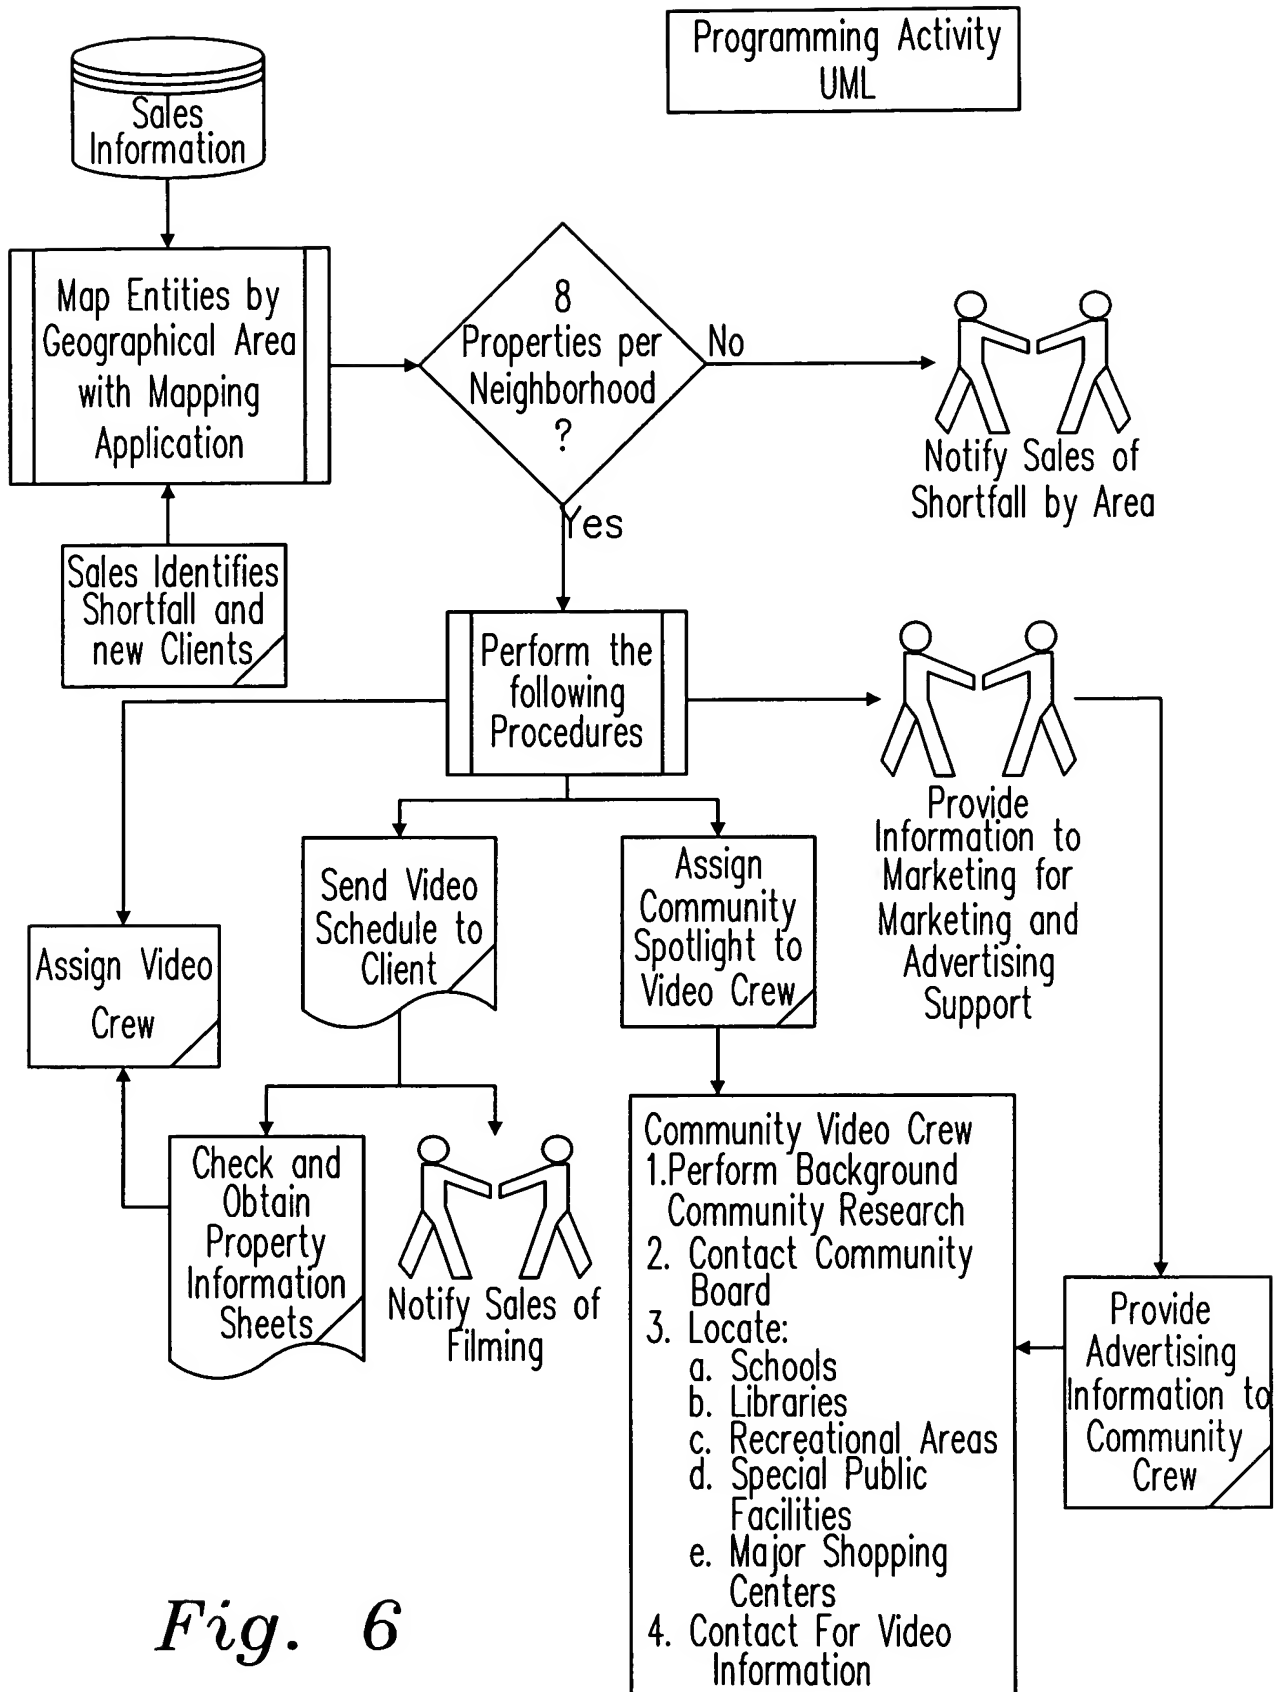 Programming Activity
UML
Sales
Information
Map Entities by
Geographical Area
with Mapping
Application
8
Properties per
Neighborhood
?
No
Yes
Notify Sales of
Shortfall by Area
Sales Identifies
Shortfall and
new Clients
Perform the
following
Procedures
Provide
Information to
Marketing for
Marketing and
Advertising
Support
Send Video
Schedule to
Client
Assign
Community
Spotlight to
Video Crew
Assign Video
Crew
Check and
Obtain
Property
Information
Sheets
Notify Sales of
Filming
Community Video Crew
1.Perform Background
Community Research
2. Contact Community
Board
3. Locate:
a. Schools
b. Libraries
c. Recreational Areas
d. Special Public
Facilities
e. Major Shopping
Centers
4. Contact For Video
Information
Provide
Advertising
Information to
Community
Crew
Fig. 6